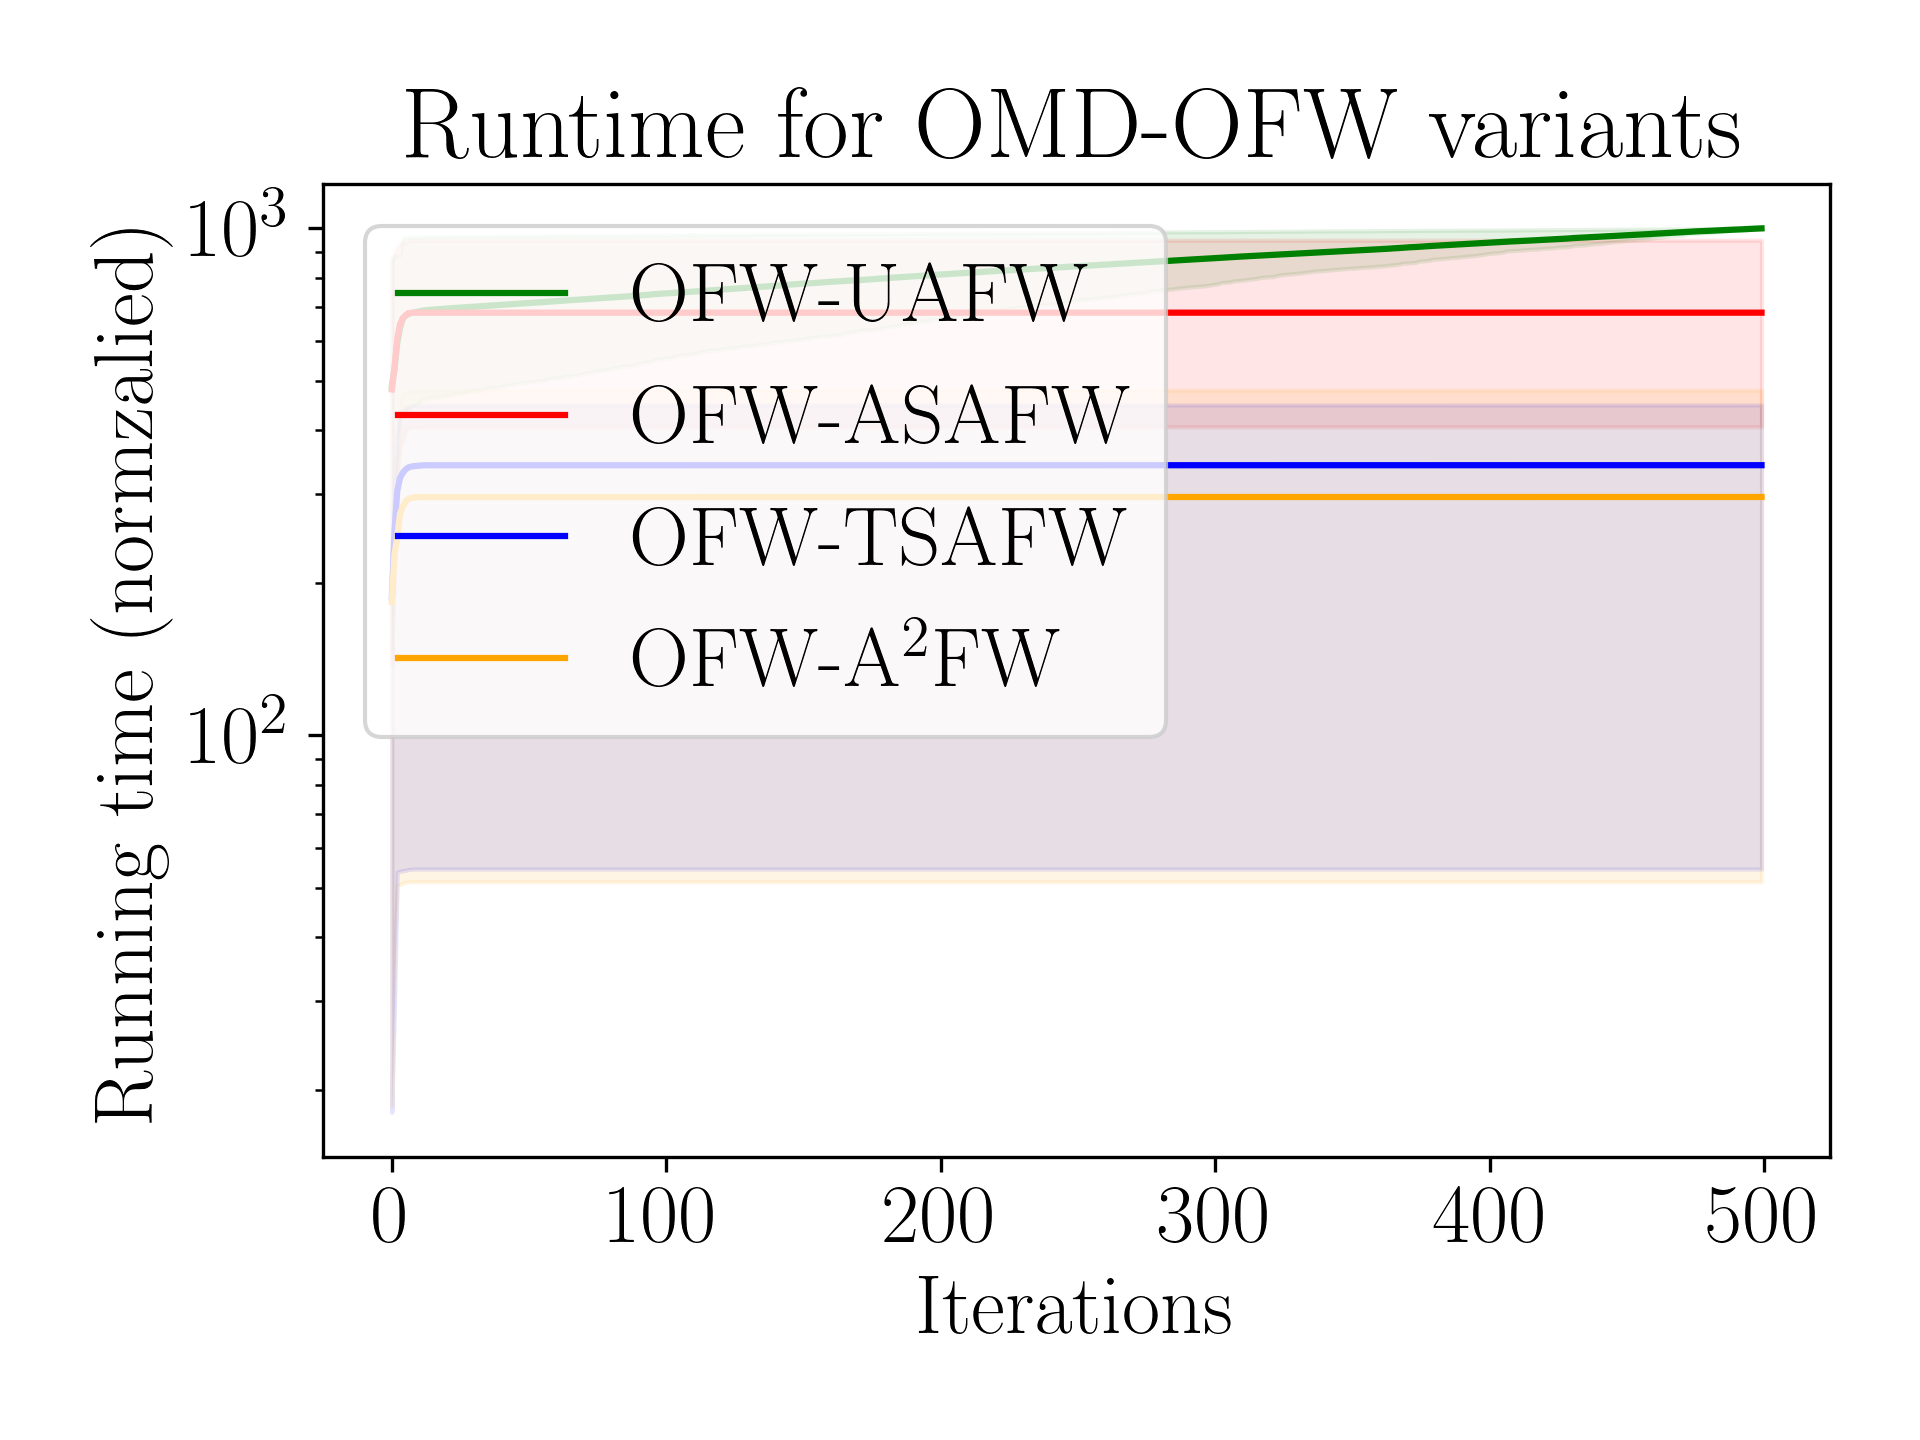 Runtime for OMD-OFW variants
Running time (normzalied)
10³
10²
OFW-UAFW
OFW-ASAFW
OFW-TSAFW
OFW-A²FW
0 100 200 300 400 500
Iterations